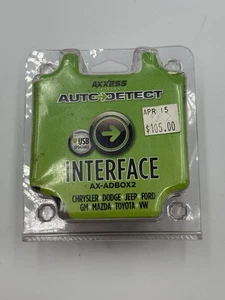 AXXESS
AUTO DETECT
APR 15
$105.00
USB
INTERFACE
AX-ADBOX2
CHRYSLER DODGE JEEP FORD
GM MAZDA TOYOTA VW